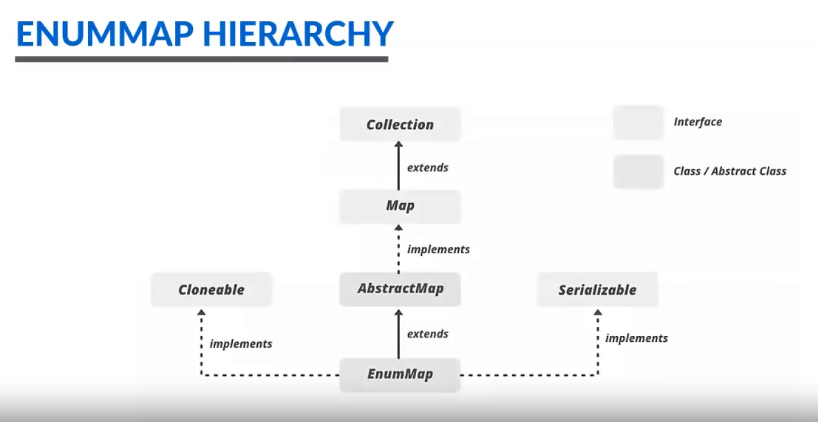 ENUMMAP HIERARCHY
Collection
Interface
extends
Class / Abstract Class
Map
implements
Cloneable
AbstractMap
Serializable
implements
extends
implements
EnumMap